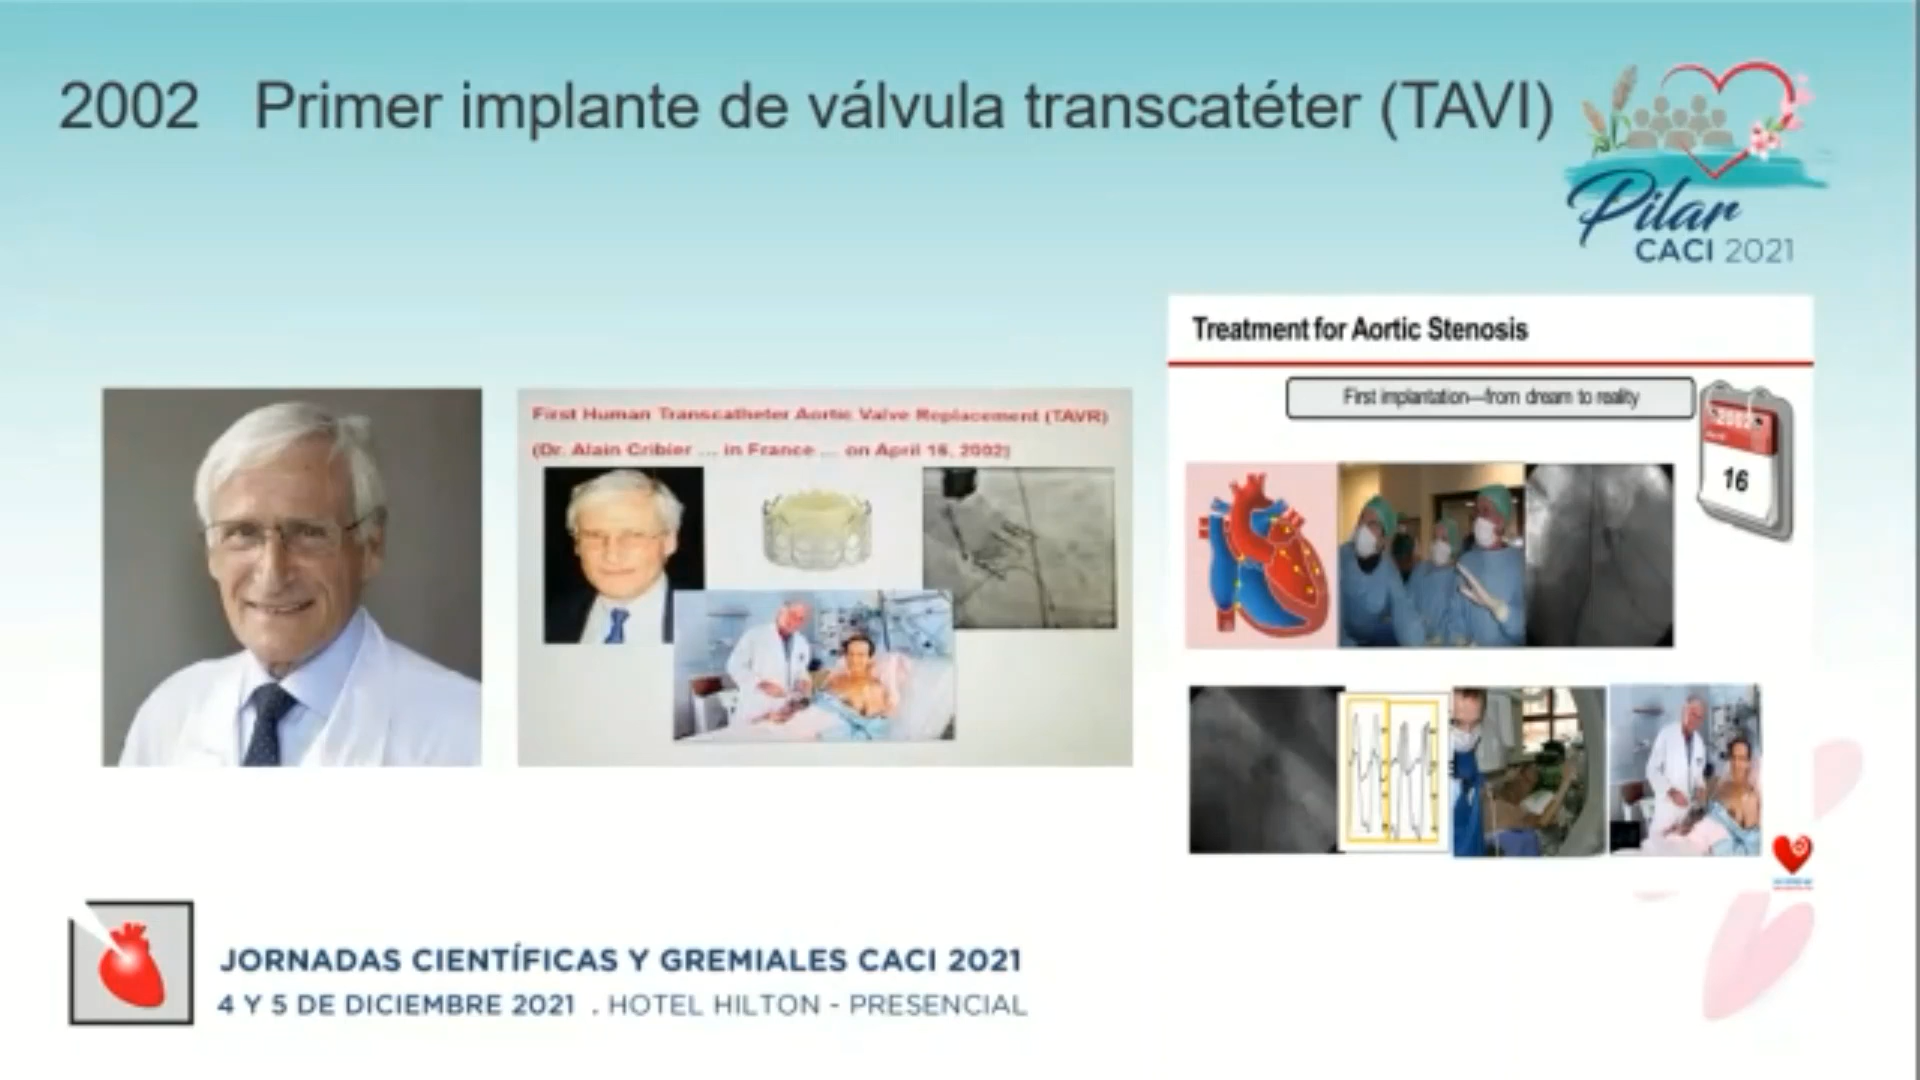 2002 Primer implante de válvula transcatéter (TAVI)
Pilar
CACI 2021
Treatment for Aortic Stenosis
First implantation—from dream to reality
2002
16
First Human Transcatheter Aortic Valve Replacement (TAVR)
(Dr. Alain Cribier ... in France ... on April 16, 2002)
JORNADAS CIENTÍFICAS Y GREMIALES CACI 2021
4 Y 5 DE DICIEMBRE 2021 . HOTEL HILTON - PRESENCIAL